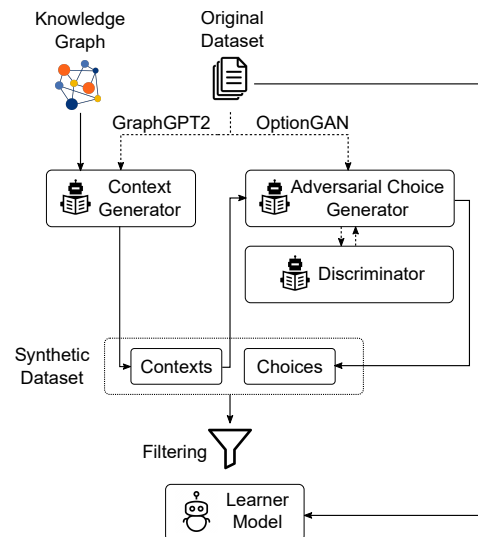 Knowledge
Graph
Original
Dataset
GraphGPT2
OptionGAN
Context
Generator
Adversarial Choice
Generator
Discriminator
Synthetic
Dataset
Contexts
Choices
Filtering
Learner
Model